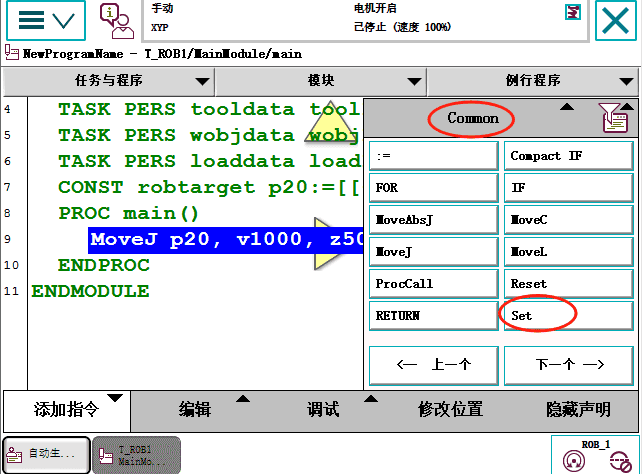 手动
电机开启
XYP
已停止 (速度 100%)
NewProgramName - T_ROB1/MainModule/main
任务与程序
模块
例行程序
4 TASK PERS tooldata tool
5 TASK PERS wobjdata wobj
6 TASK PERS loaddata load
7 CONST robtarget p20:=[[
8 PROC main()
9 MoveJ p20, v1000, z50
10 ENDPROC
11 ENDMODULE
Common
:=
Compact IF
FOR
IF
MoveAbsJ
MoveC
MoveJ
MoveL
ProcCall
Reset
RETURN
Set
<— 上一个
下一个 —>
添加指令
编辑
调试
修改位置
隐藏声明
自动生...
T_ROB1
MainMo...
ROB_1